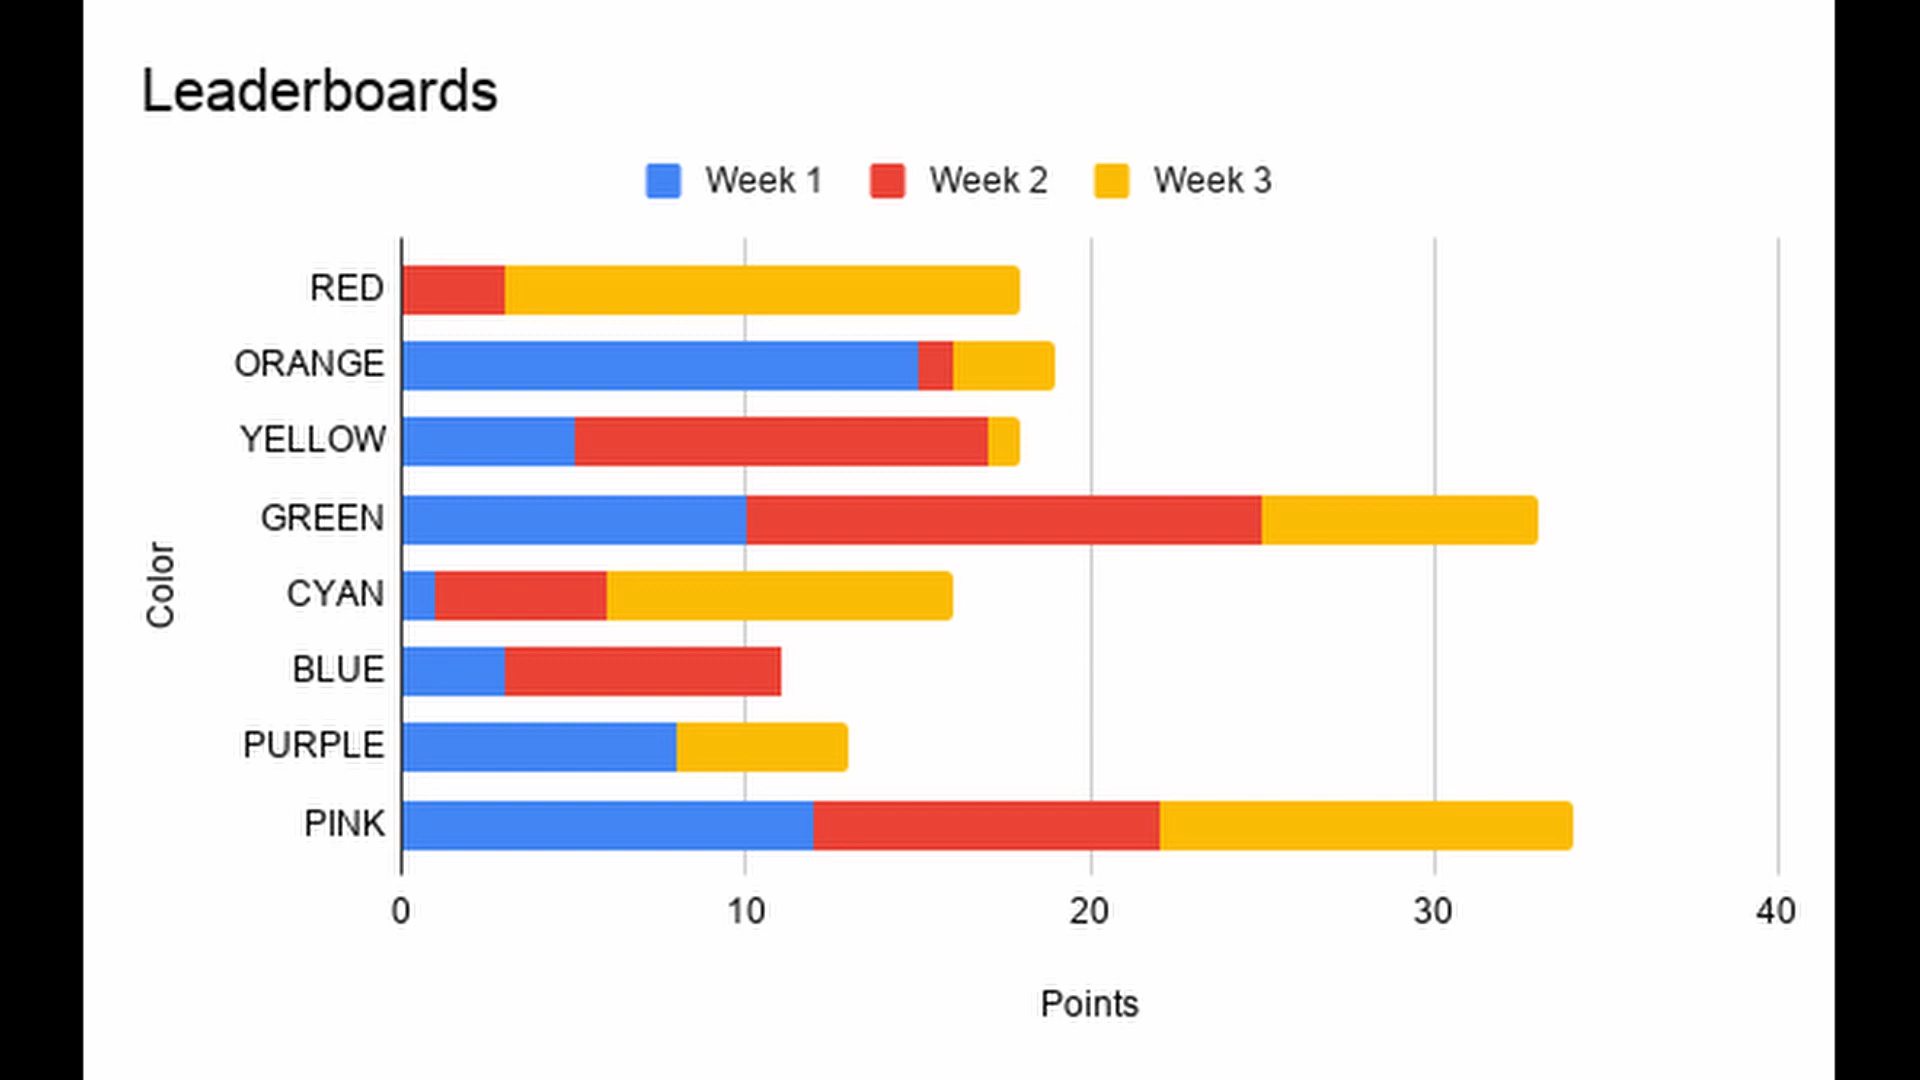 Leaderboards
Week 1 Week 2 Week 3
RED
ORANGE
YELLOW
GREEN
CYAN
BLUE
PURPLE
PINK
Color
0 10 20 30 40
Points